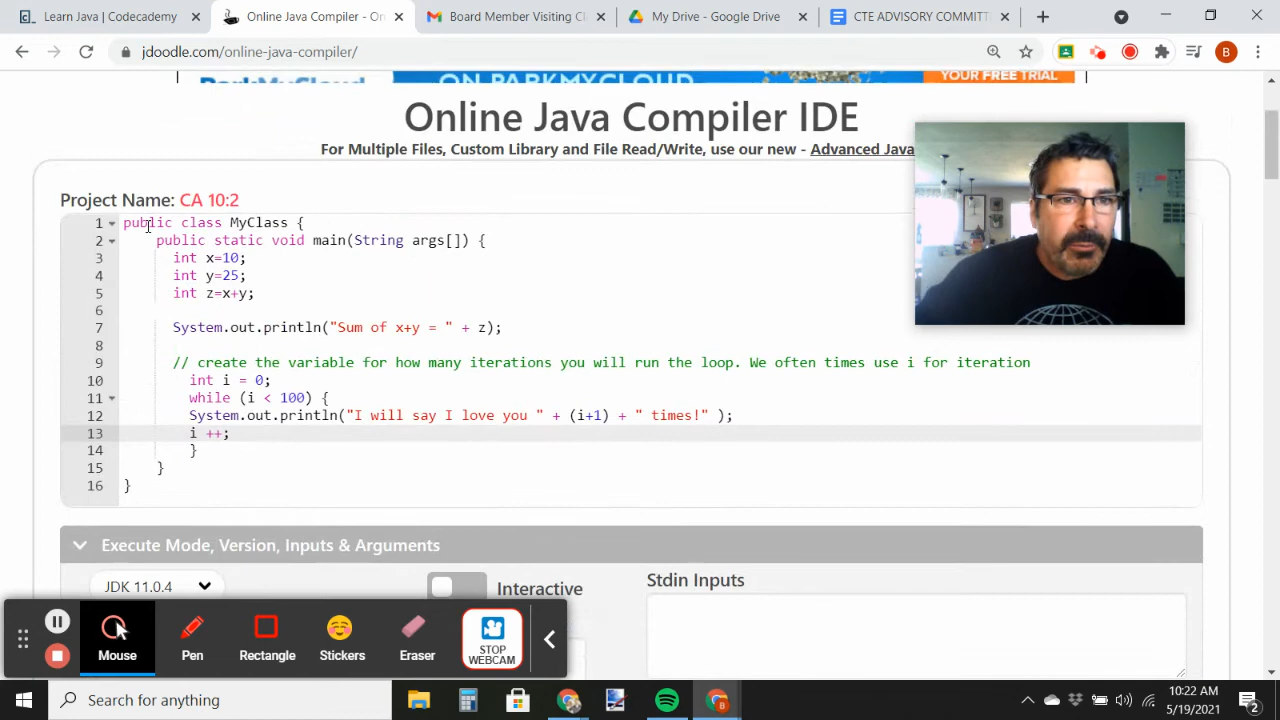 Learn Java | Codecademy
Online Java Compiler - On
Board Member Visiting Cl
My Drive - Google Drive
CTE ADVISORY COMMITT
jdoodle.com/online-java-compiler/
B
ParkMyCloud
ON PARKMYCLOUD
YOUR FREE TRIAL
Online Java Compiler IDE
For Multiple Files, Custom Library and File Read/Write, use our new - Advanced Java
Project Name: CA 10:2
1 public class MyClass {
2 public static void main(String args[]) {
3 int x=10;
4 int y=25;
5 int z=x+y;
6
7 System.out.println("Sum of x+y = " + z);
8
9 // create the variable for how many iterations you will run the loop. We often times use i for iteration
10 int i = 0;
11 while (i < 100) {
12 System.out.println("I will say I love you " + (i+1) + " times!" );
13 i ++;
14 }
15 }
16 }
Execute Mode, Version, Inputs & Arguments
JDK 11.0.4
Interactive
Stdin Inputs
Mouse
Pen
Rectangle
Stickers
Eraser
STOP
WEBCAM
Search for anything
B
10:22 AM
5/19/2021
2